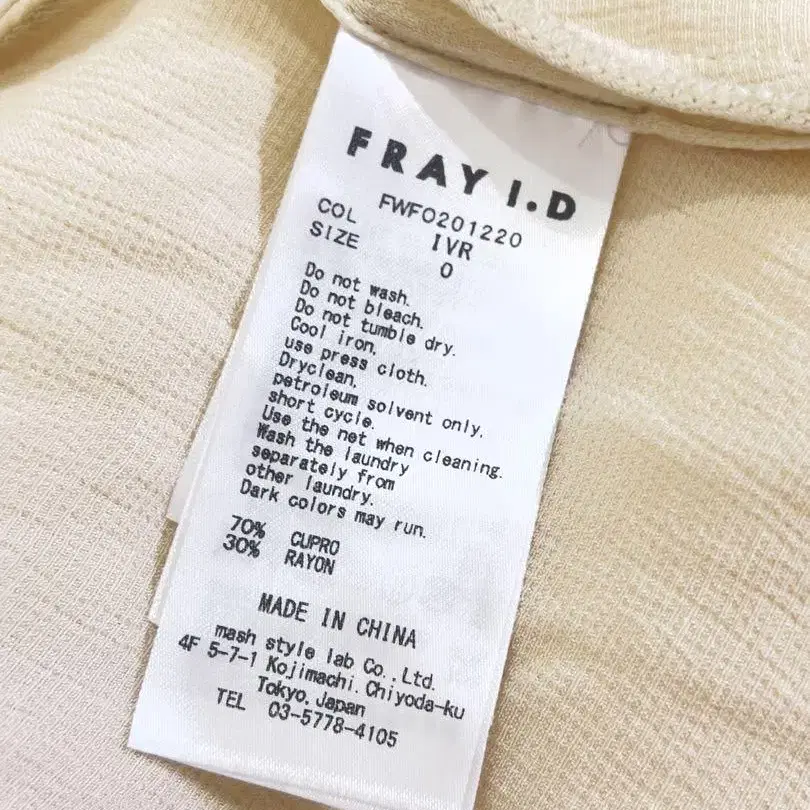 FRAY I.D
FWFO201220
COL IVR
SIZE 0
Do not wash.
Do not bleach.
Do not tumble dry.
Cool iron,
use press cloth.
Dryclean,
petroleum solvent only,
short cycle.
Use the net when cleaning.
Wash the laundry
separately from
other laundry.
Dark colors may run.
70% CUPRO
30% RAYON
MADE IN CHINA
mash style lab Co.,Ltd.
4F 5-7-1 Kojimachi.Chiyoda-ku
Tokyo.Japan
TEL 03-5778-4105